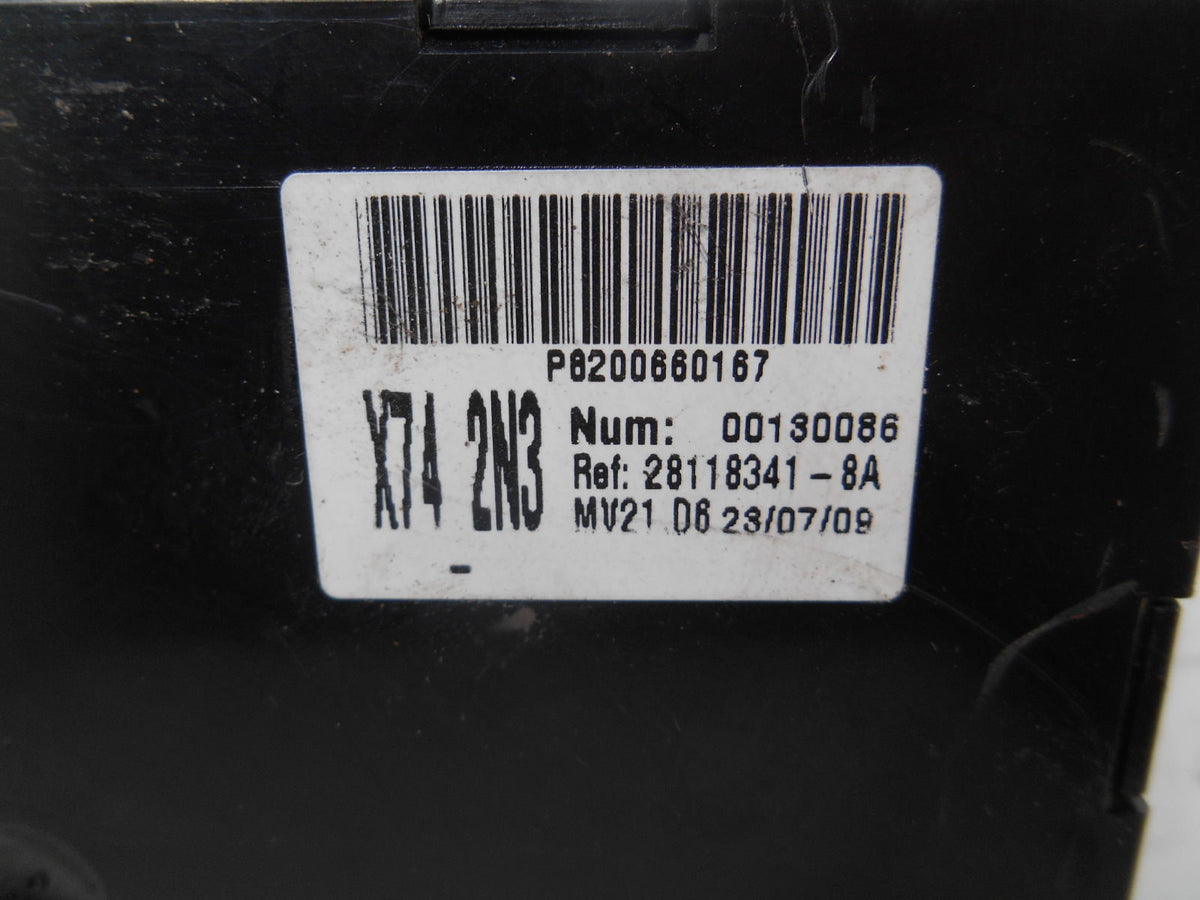 P8200660167
X74 2N3
Num: 00130086
Ref: 28118341-8A
MV21 D6 23/07/09
-